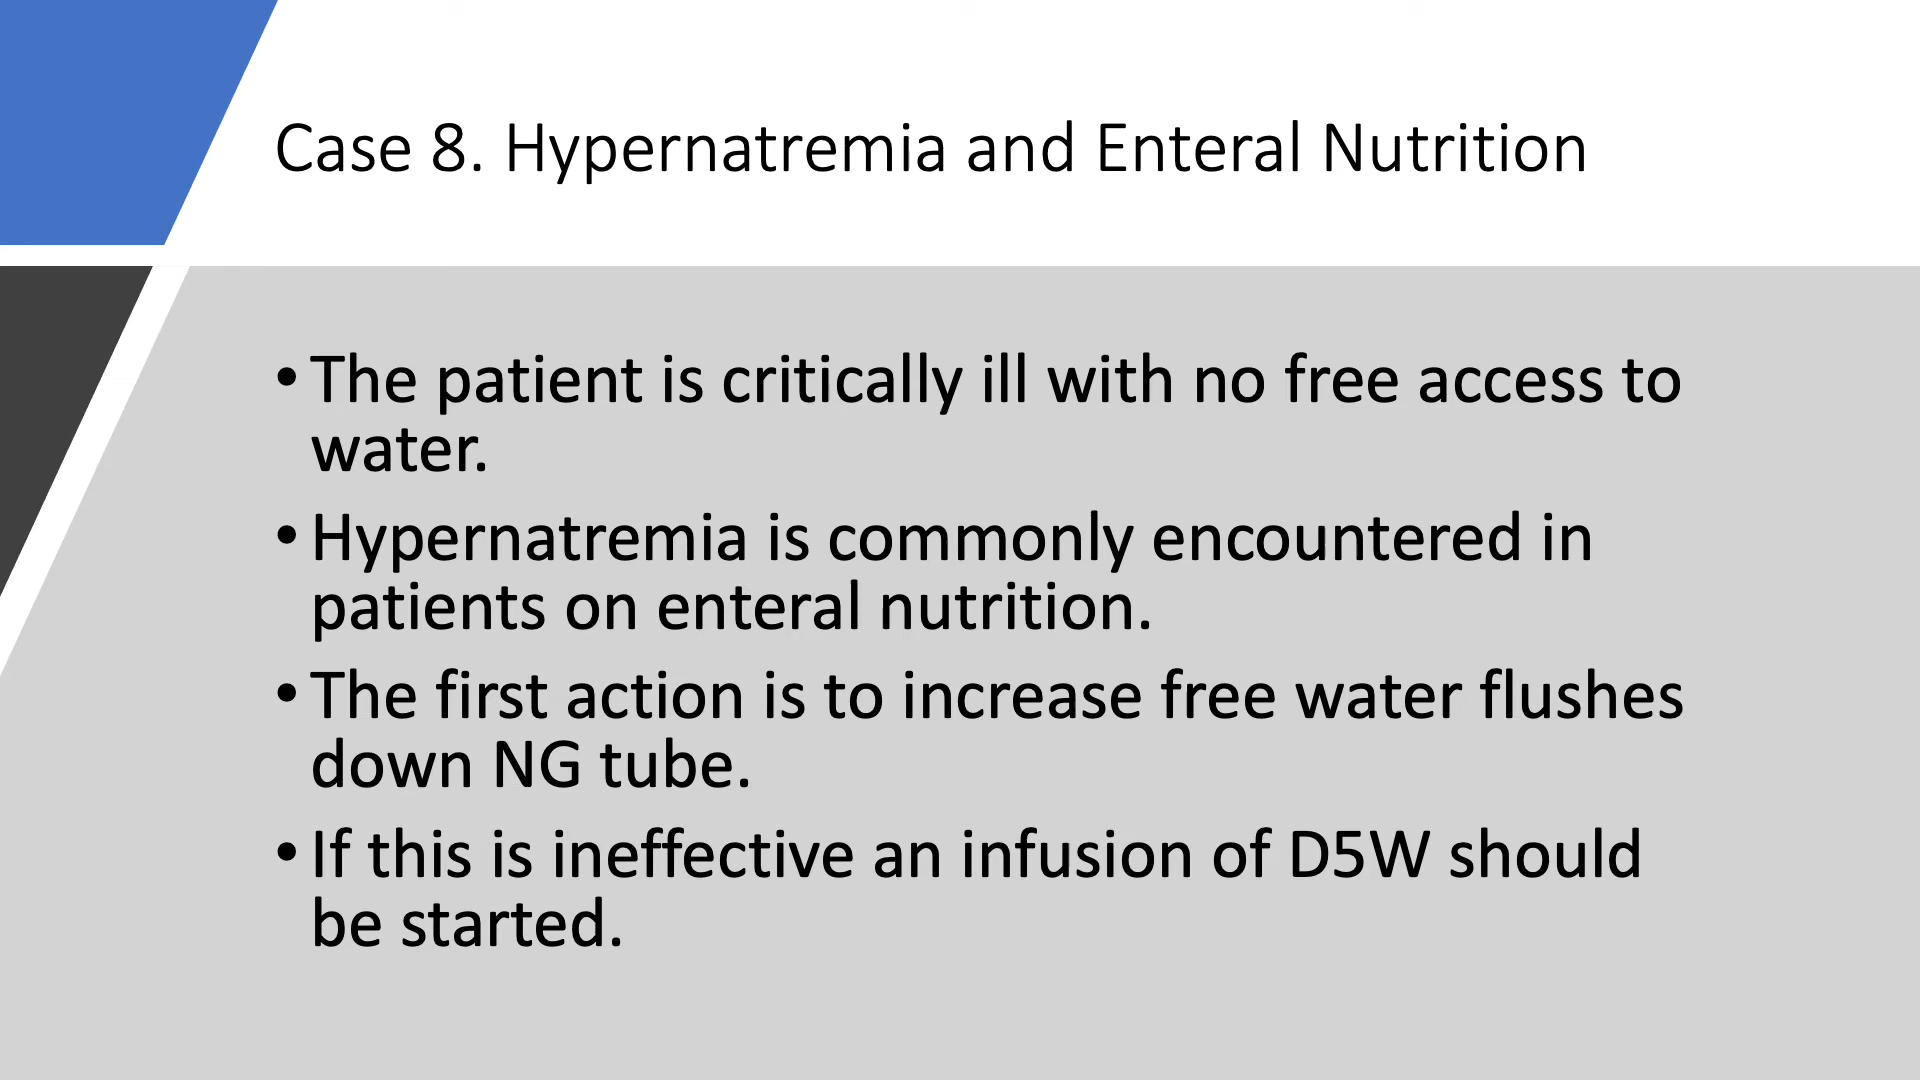 Case 8. Hypernatremia and Enteral Nutrition
• The patient is critically ill with no free access to
water.
• Hypernatremia is commonly encountered in
patients on enteral nutrition.
• The first action is to increase free water flushes
down NG tube.
• If this is ineffective an infusion of D5W should
be started.